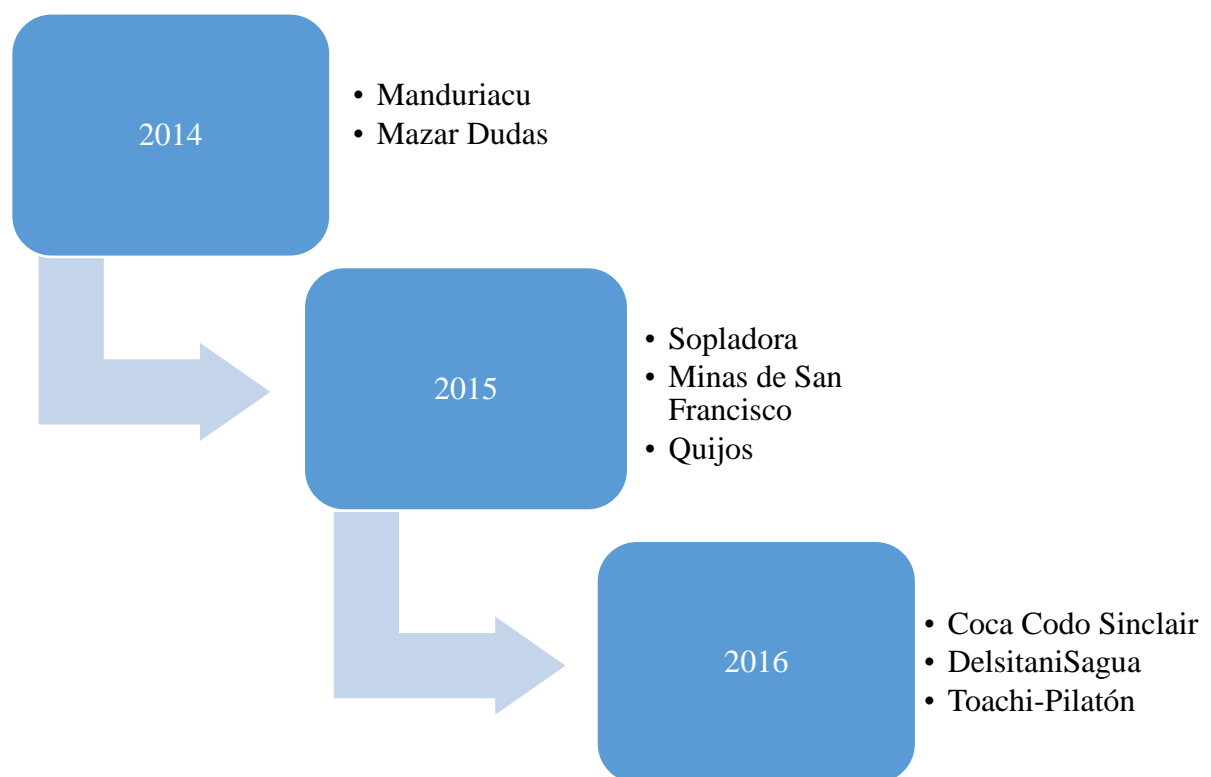 2014
• Manduriacu
• Mazar Dudas
2015
• Sopladora
• Minas de San
Francisco
• Quijos
2016
• Coca Codo Sinclair
• DelsitaniSagua
• Toachi-Pilatón